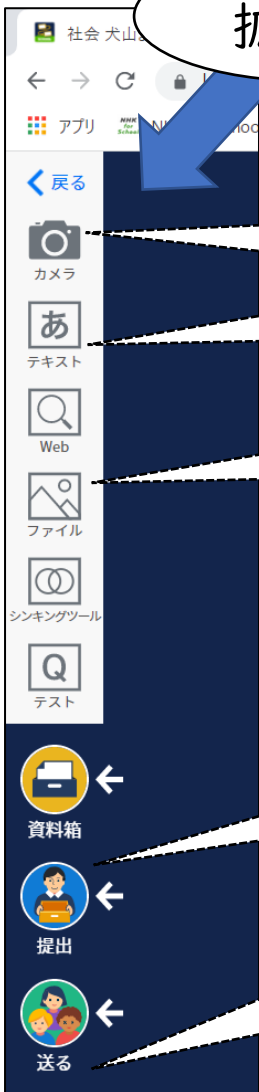 拡
社会 犬山
アプリ
NHK for School
戻る
カメラ
あ
テキスト
Web
ファイル
シンキングツール
Q
テスト
資料箱
提出
送る